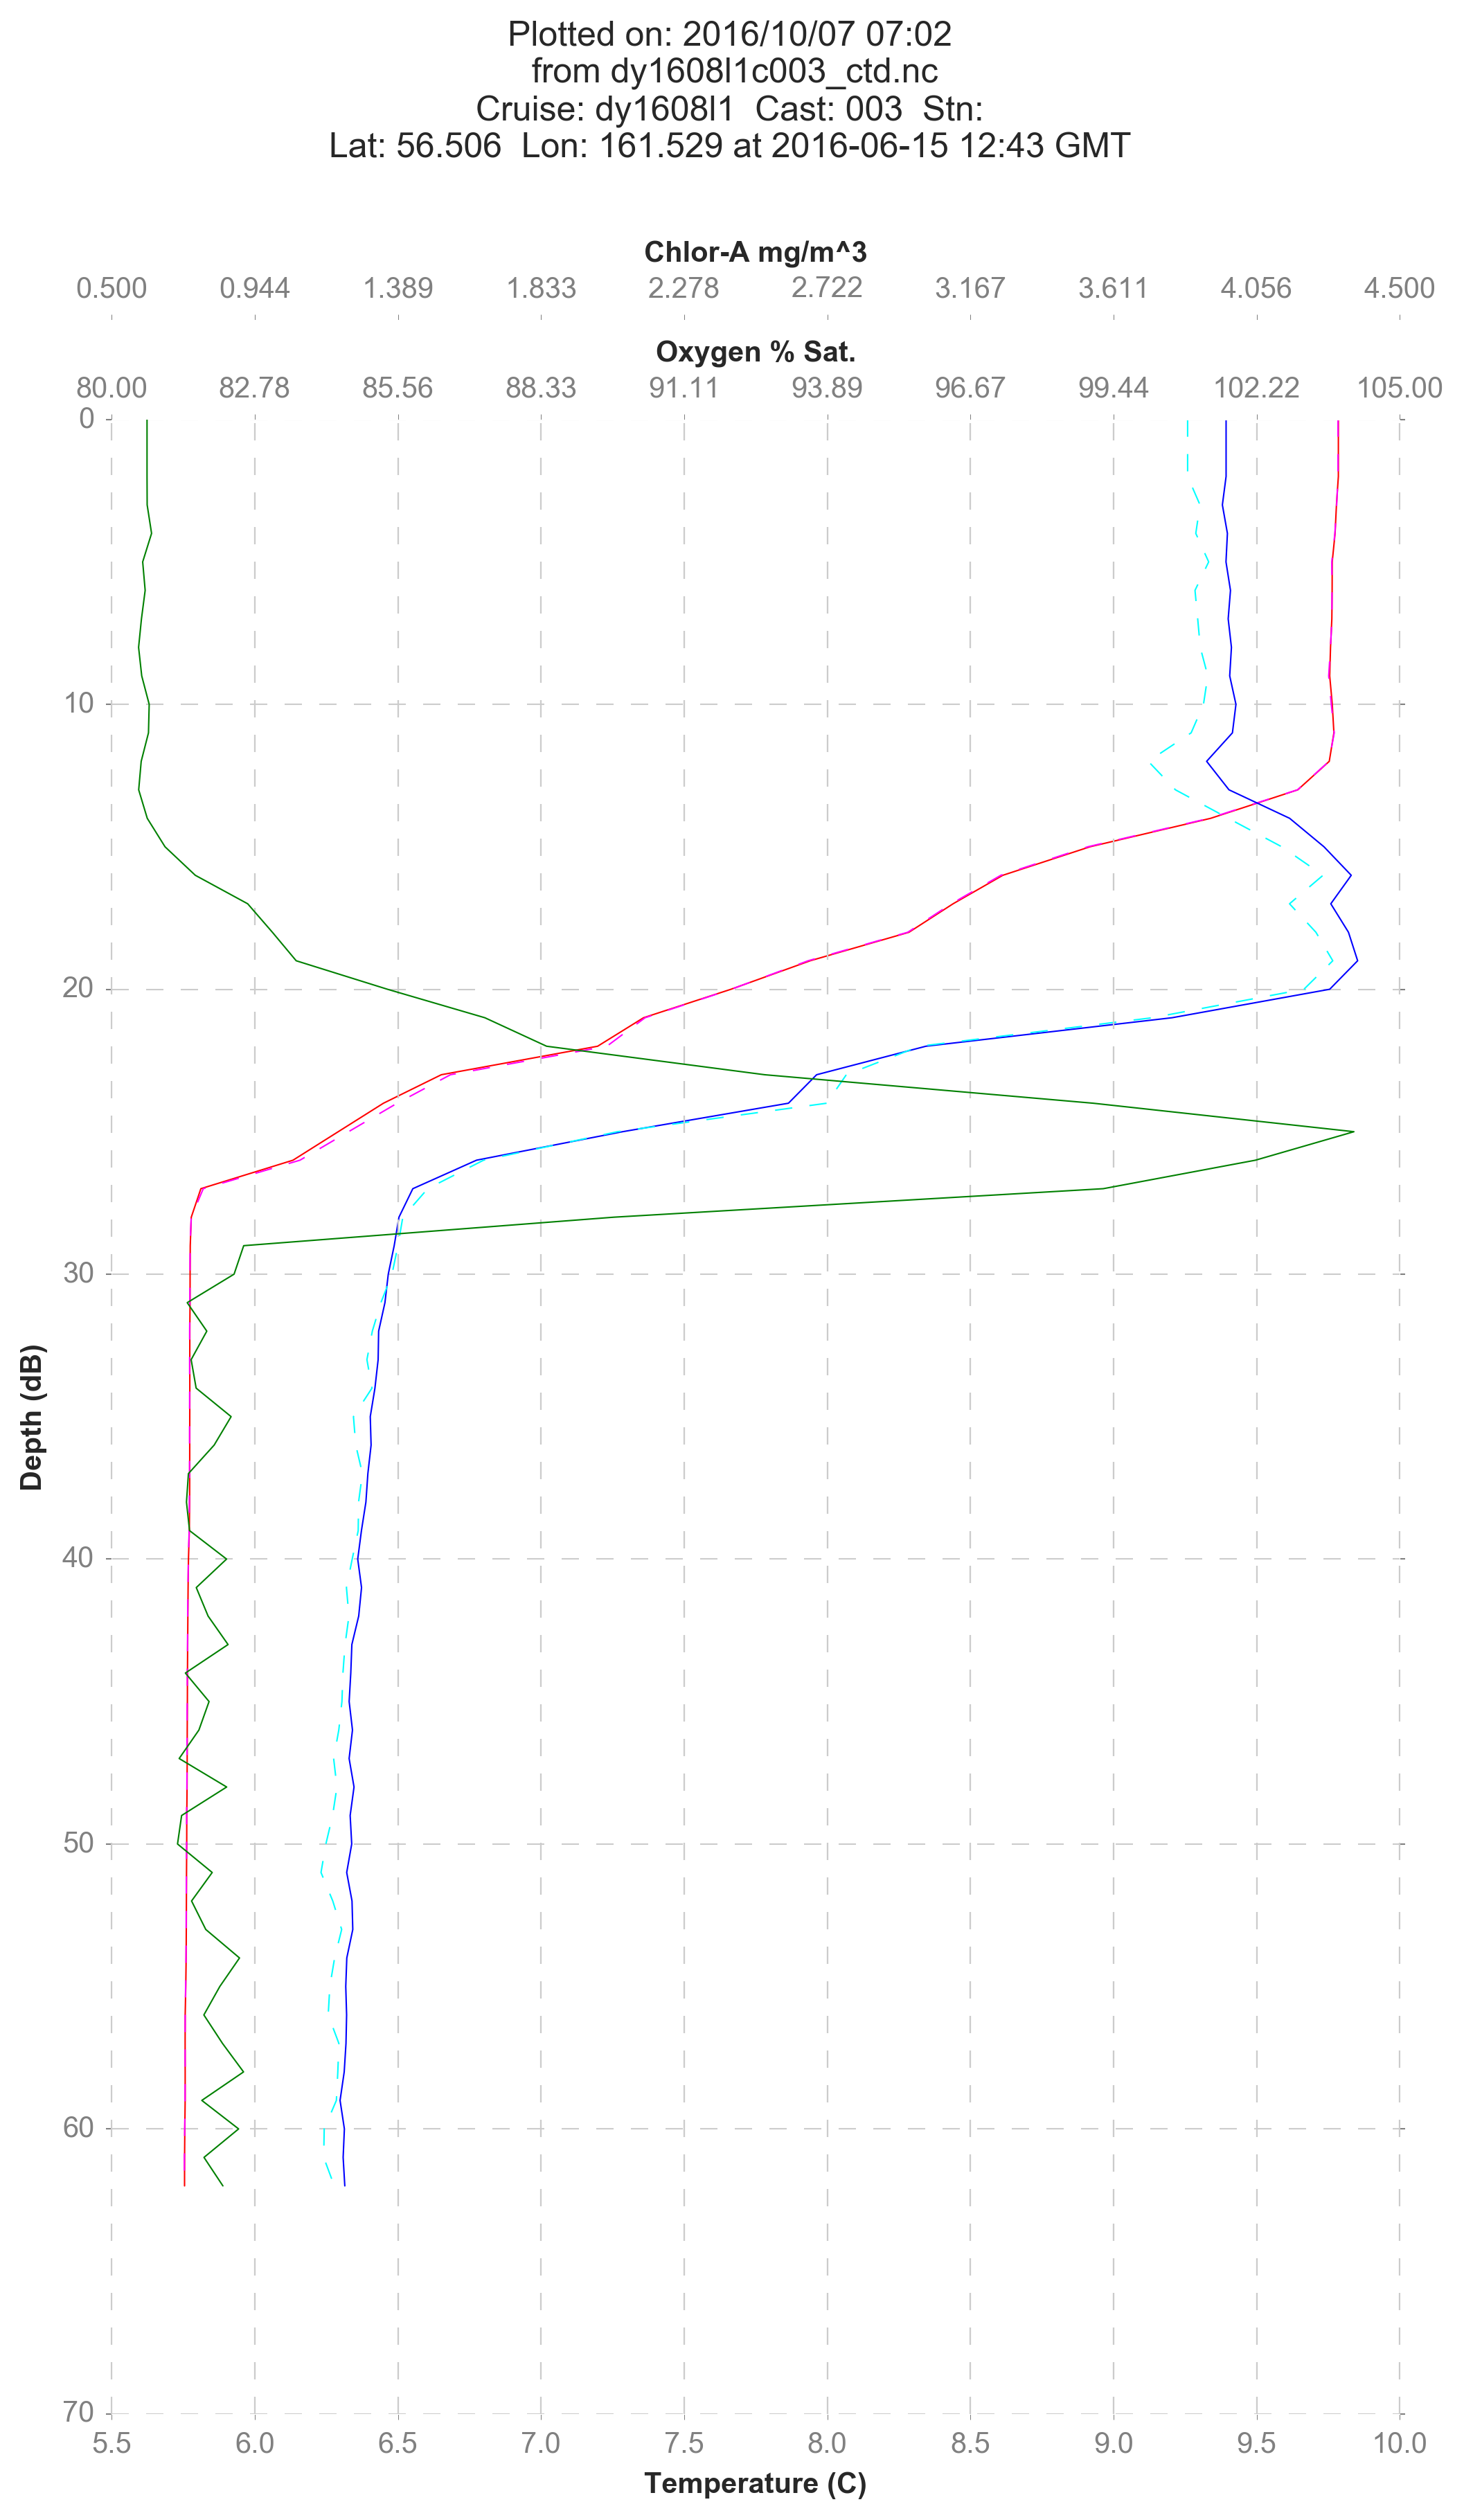 Plotted on: 2016/10/07 07:02
from dy1608l1c003_ctd.nc
Cruise: dy1608l1  Cast: 003  Stn:
Lat: 56.506  Lon: 161.529 at 2016-06-15 12:43 GMT
Chlor-A mg/m^3
0.500 0.944 1.389 1.833 2.278 2.722 3.167 3.611 4.056 4.500
Oxygen % Sat.
80.00 82.78 85.56 88.33 91.11 93.89 96.67 99.44 102.22 105.00
0
10
20
30
Depth (dB)
40
50
60
70
5.5 6.0 6.5 7.0 7.5 8.0 8.5 9.0 9.5 10.0
Temperature (C)